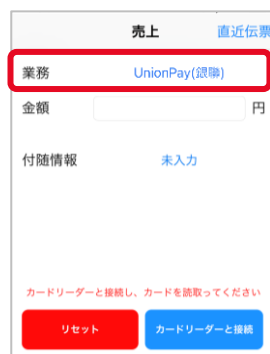 売上 直近伝票
業務 UnionPay(銀聯)
金額 円
付随情報 未入力
カードリーダーと接続し、カードを読取ってください
リセット カードリーダーと接続